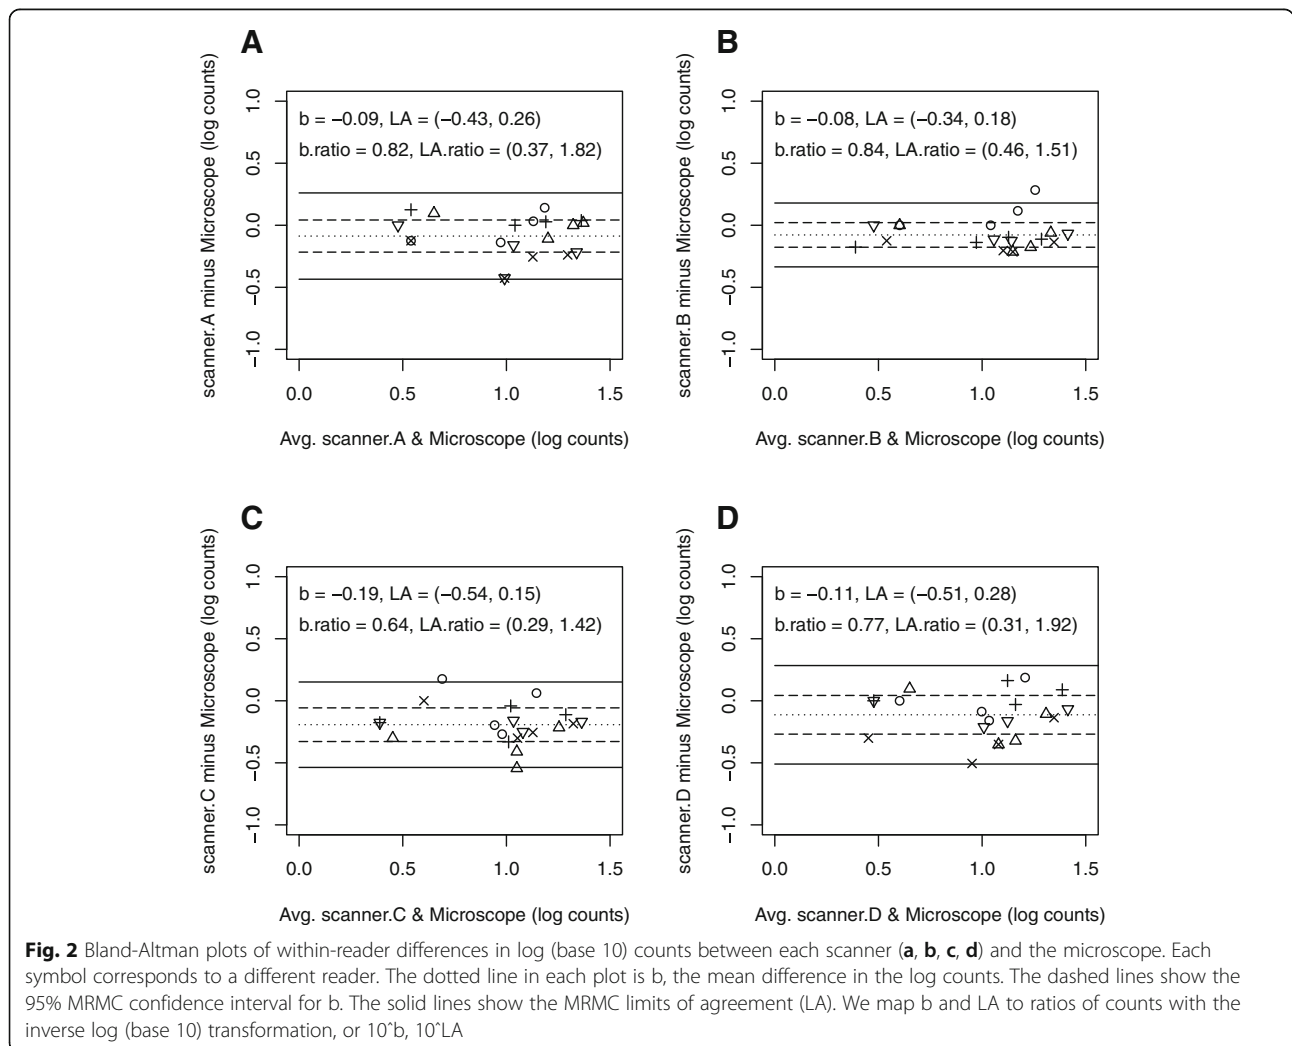 A
scanner.A minus Microscope (log counts)
1.0
0.5
0.0
−0.5
−1.0
b = −0.09, LA = (−0.43, 0.26)
b.ratio = 0.82, LA.ratio = (0.37, 1.82)
0.0 0.5 1.0 1.5
Avg. scanner.A & Microscope (log counts)
B
scanner.B minus Microscope (log counts)
1.0
0.5
0.0
−0.5
−1.0
b = −0.08, LA = (−0.34, 0.18)
b.ratio = 0.84, LA.ratio = (0.46, 1.51)
0.0 0.5 1.0 1.5
Avg. scanner.B & Microscope (log counts)
C
scanner.C minus Microscope (log counts)
1.0
0.5
0.0
−0.5
−1.0
b = −0.19, LA = (−0.54, 0.15)
b.ratio = 0.64, LA.ratio = (0.29, 1.42)
0.0 0.5 1.0 1.5
Avg. scanner.C & Microscope (log counts)
D
scanner.D minus Microscope (log counts)
1.0
0.5
0.0
−0.5
−1.0
b = −0.11, LA = (−0.51, 0.28)
b.ratio = 0.77, LA.ratio = (0.31, 1.92)
0.0 0.5 1.0 1.5
Avg. scanner.D & Microscope (log counts)
Fig. 2 Bland-Altman plots of within-reader differences in log (base 10) counts between each scanner (a, b, c, d) and the microscope. Each
symbol corresponds to a different reader. The dotted line in each plot is b, the mean difference in the log counts. The dashed lines show the
95% MRMC confidence interval for b. The solid lines show the MRMC limits of agreement (LA). We map b and LA to ratios of counts with the
inverse log (base 10) transformation, or 10^b, 10^LA